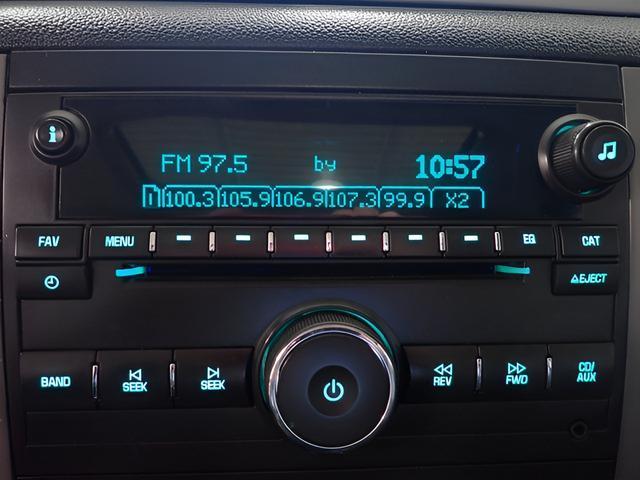 FM 97.5 by 10:57
1 100.3 105.9 106.9 107.3 99.9 X2
FAV MENU EQ CAT
EJECT
BAND SEEK SEEK REV FWD CD/
AUX